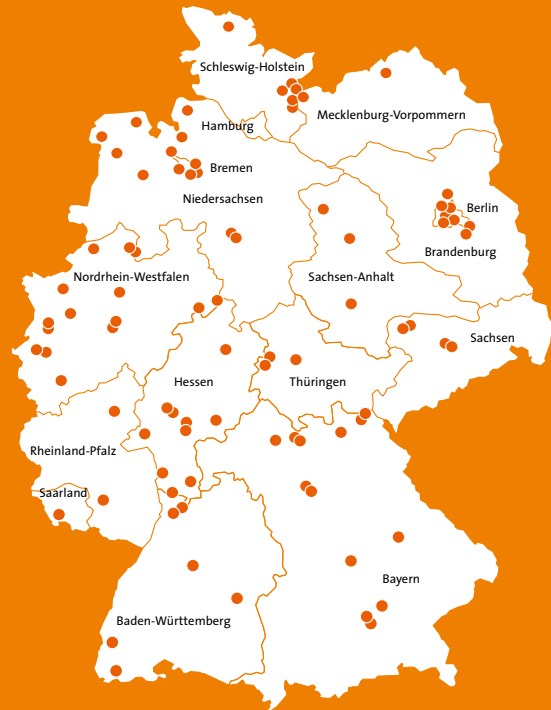 Schleswig-Holstein
Mecklenburg-Vorpommern
Hamburg
Bremen
Niedersachsen
Berlin
Brandenburg
Nordrhein-Westfalen
Sachsen-Anhalt
Sachsen
Hessen
Thüringen
Rheinland-Pfalz
Saarland
Bayern
Baden-Württemberg